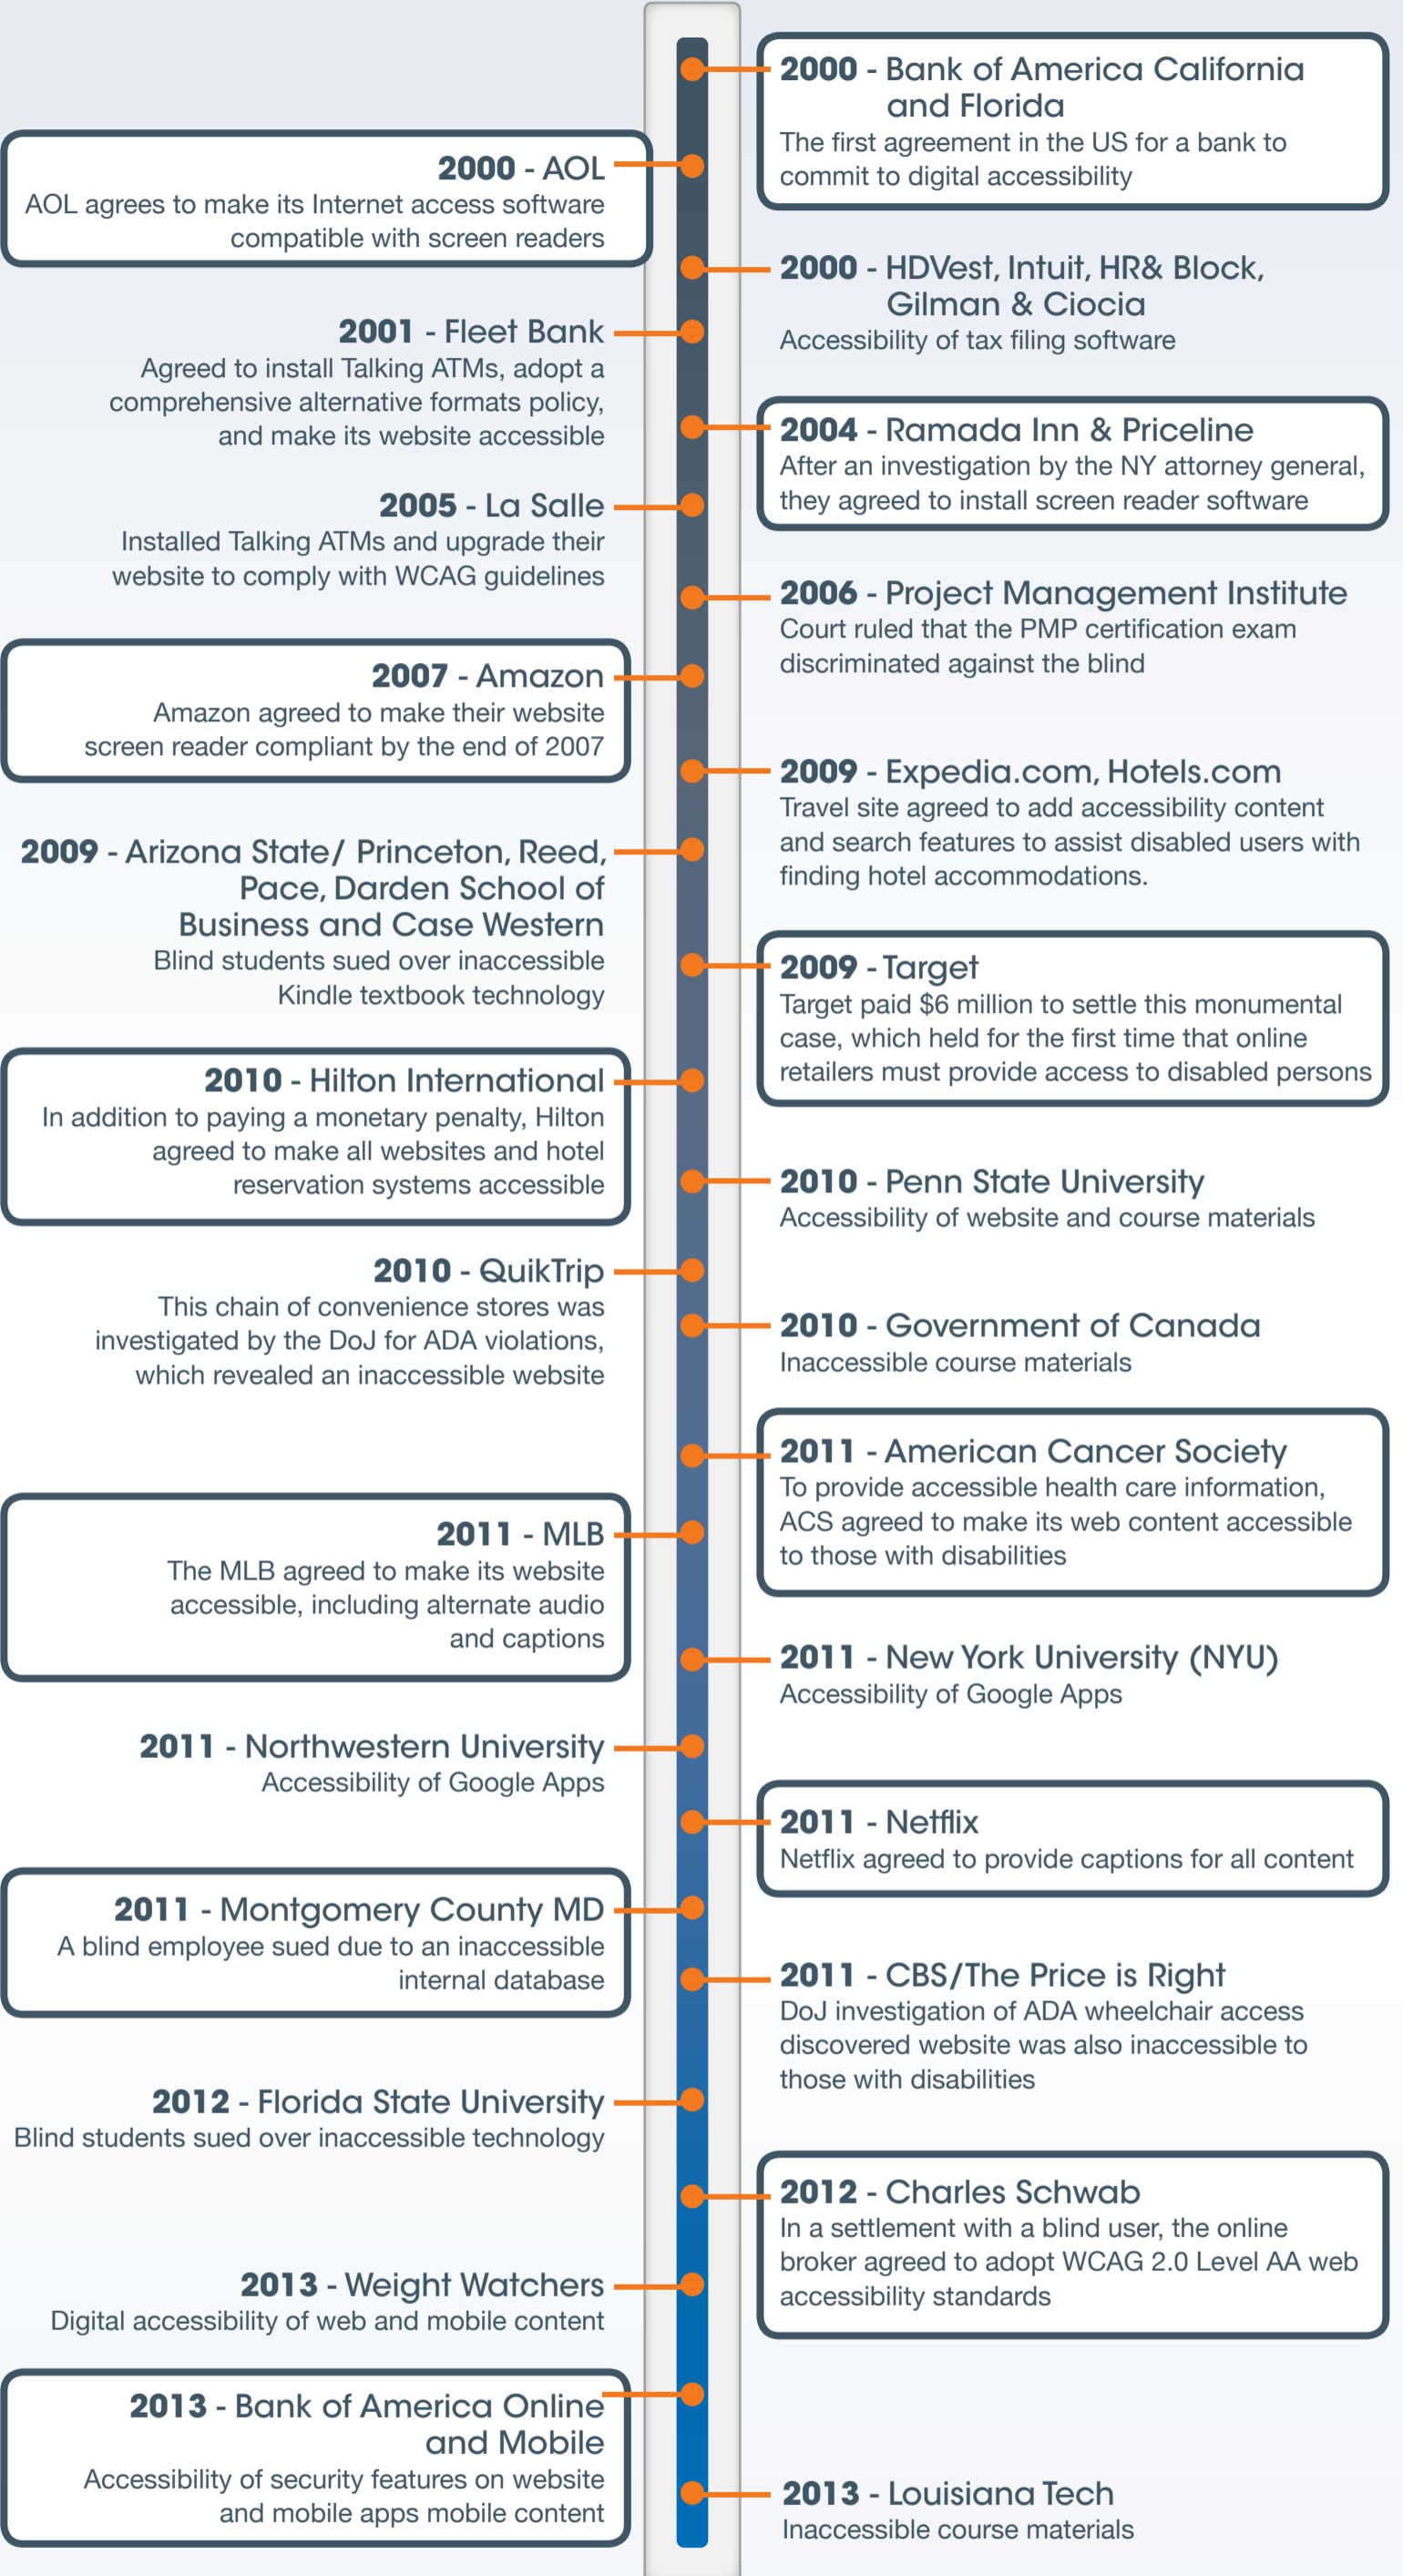 2000 - Bank of America California
and Florida
The first agreement in the US for a bank to
commit to digital accessibility
2000 - AOL
AOL agrees to make its Internet access software
compatible with screen readers
2000 - HDVest, Intuit, HR& Block,
Gilman & Ciocia
Accessibility of tax filing software
2001 - Fleet Bank
Agreed to install Talking ATMs, adopt a
comprehensive alternative formats policy,
and make its website accessible
2004 - Ramada Inn & Priceline
After an investigation by the NY attorney general,
they agreed to install screen reader software
2005 - La Salle
Installed Talking ATMs and upgrade their
website to comply with WCAG guidelines
2006 - Project Management Institute
Court ruled that the PMP certification exam
discriminated against the blind
2007 - Amazon
Amazon agreed to make their website
screen reader compliant by the end of 2007
2009 - Expedia.com, Hotels.com
Travel site agreed to add accessibility content
and search features to assist disabled users with
finding hotel accommodations.
2009 - Arizona State/ Princeton, Reed,
Pace, Darden School of
Business and Case Western
Blind students sued over inaccessible
Kindle textbook technology
2009 - Target
Target paid $6 million to settle this monumental
case, which held for the first time that online
retailers must provide access to disabled persons
2010 - Hilton International
In addition to paying a monetary penalty, Hilton
agreed to make all websites and hotel
reservation systems accessible
2010 - Penn State University
Accessibility of website and course materials
2010 - QuikTrip
This chain of convenience stores was
investigated by the DoJ for ADA violations,
which revealed an inaccessible website
2010 - Government of Canada
Inaccessible course materials
2011 - American Cancer Society
To provide accessible health care information,
ACS agreed to make its web content accessible
to those with disabilities
2011 - MLB
The MLB agreed to make its website
accessible, including alternate audio
and captions
2011 - New York University (NYU)
Accessibility of Google Apps
2011 - Northwestern University
Accessibility of Google Apps
2011 - Netflix
Netflix agreed to provide captions for all content
2011 - Montgomery County MD
A blind employee sued due to an inaccessible
internal database
2011 - CBS/The Price is Right
DoJ investigation of ADA wheelchair access
discovered website was also inaccessible to
those with disabilities
2012 - Florida State University
Blind students sued over inaccessible technology
2012 - Charles Schwab
In a settlement with a blind user, the online
broker agreed to adopt WCAG 2.0 Level AA web
accessibility standards
2013 - Weight Watchers
Digital accessibility of web and mobile content
2013 - Bank of America Online
and Mobile
Accessibility of security features on website
and mobile apps mobile content
2013 - Louisiana Tech
Inaccessible course materials